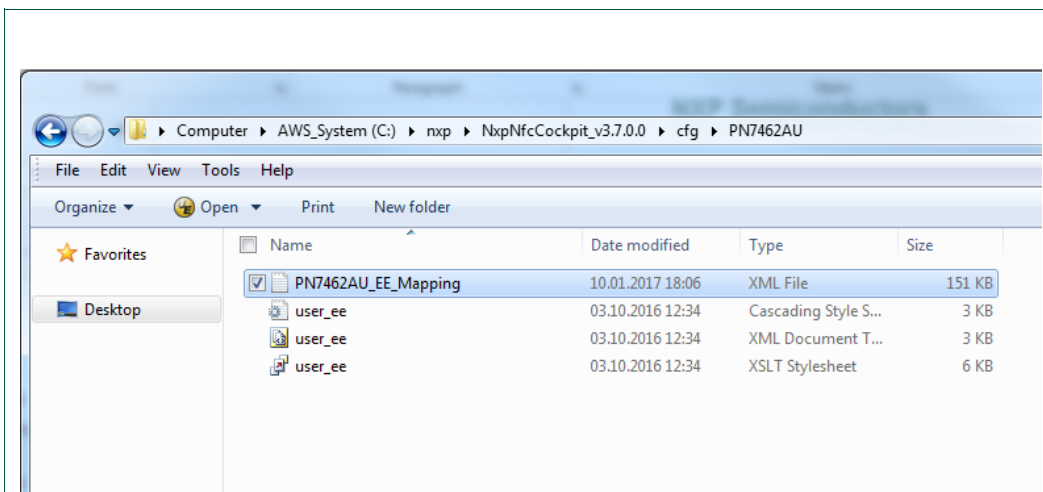 NXP Semiconductors
Computer AWS_System (C:) nxp NxpNfcCockpit_v3.7.0.0 cfg PN7462AU
File Edit View Tools Help
Organize Open Print New folder
Favorites
Desktop
Name Date modified Type Size
PN7462AU_EE_Mapping 10.01.2017 18:06 XML File 151 KB
user_ee 03.10.2016 12:34 Cascading Style S... 3 KB
user_ee 03.10.2016 12:34 XML Document T... 3 KB
user_ee 03.10.2016 12:34 XSLT Stylesheet 6 KB